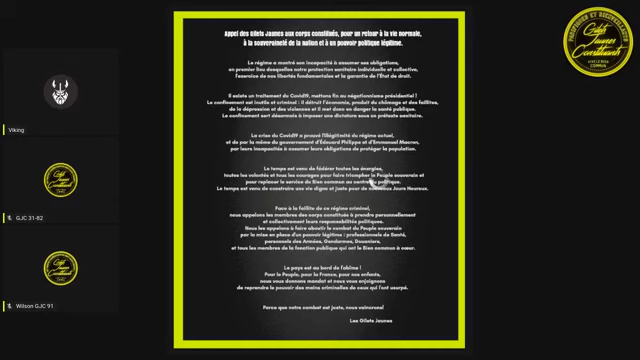 Appel des Gilets Jaunes aux corps constitués, pour un retour à la vie normale,
à la souveraineté de la nation et à un pouvoir politique légitime.
Le régime a montré son incapacité à assumer ses obligations,
en premier lieu desquelles notre protection sanitaire individuelle et collective,
l'exercice de nos libertés fondamentales et la garantie de l'État de droit.
Il existe un traitement du Covid19, mettons fin au négationnisme présidentiel !
Le confinement est inutile et criminel : il détruit l'économie, produit du chômage et des faillites,
de la dépression et des violences et il met donc en danger la santé publique.
Le confinement sert désormais à imposer une dictature sous un prétexte sanitaire.
La crise du Covid19 a prouvé l'illégitimité du régime actuel,
et de par la même du gouvernement d'Édouard Philippe et d'Emmanuel Macron,
par leurs incapacités à assumer leurs obligations de protéger la population.
Le temps est venu de fédérer toutes les énergies,
toutes les volontés et tous les courages pour faire triompher le Peuple souverain et
pour replacer le service du Bien commun au centre du politique.
Le temps est venu de construire une vie digne et juste pour de nouveaux Jours Heureux.
Face à la faillite de ce régime criminel,
nous appelons les membres des corps constitués à prendre personnellement
et collectivement leurs responsabilités politiques.
Nous les appelons à faire aboutir le combat du Peuple souverain
par la mise en place d'un pouvoir légitime : professionnels de Santé,
personnels des Armées, Gendarmes, Douaniers,
et tous les membres de la fonction publique qui ont le Bien commun à cœur.
Le pays est au bord de l'abîme !
Pour le Peuple, pour la France, pour nos enfants,
nous vous donnons mandat et nous vous enjoignons
de reprendre le pouvoir des mains criminelles de ceux qui l'ont usurpé.
Parce que notre combat est juste, nous vaincrons!
Les Gilets Jaunes
Viking
GJC 31-82
Wilson GJC 91
Gilets
Jaunes
Constituants